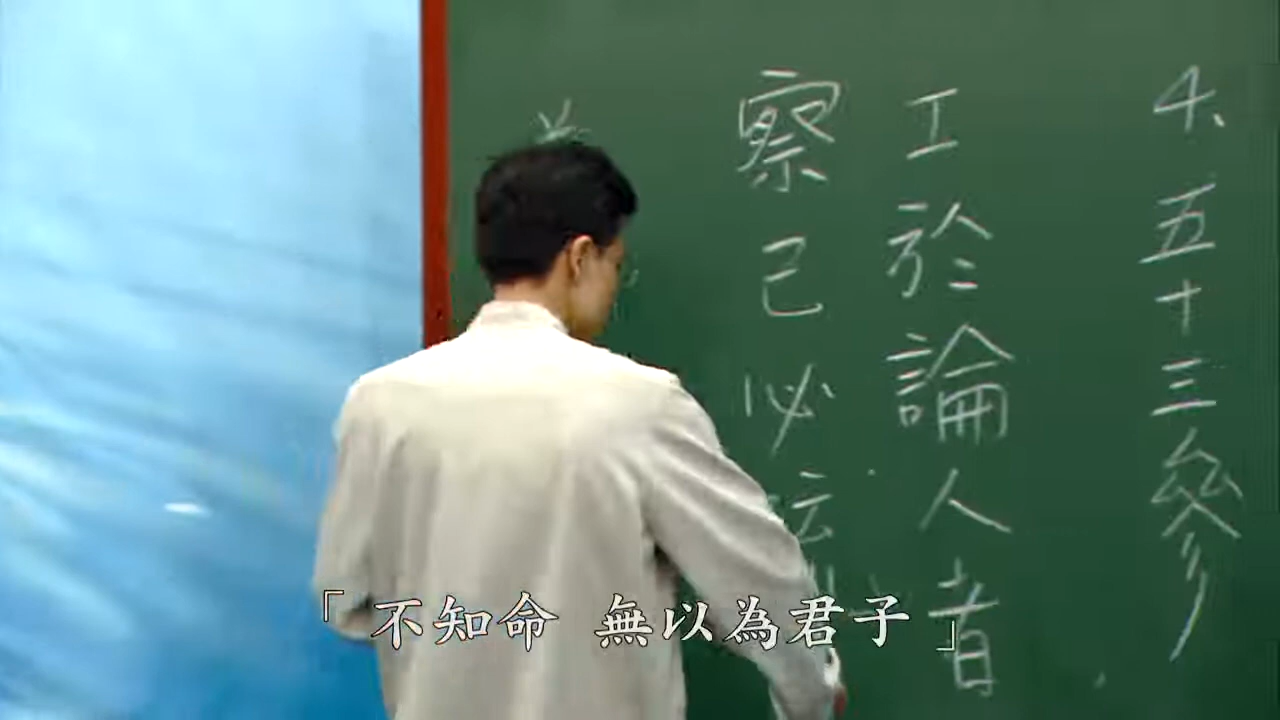 4、五十三參
工於論人者
察己必
「不知命 無以為君子」